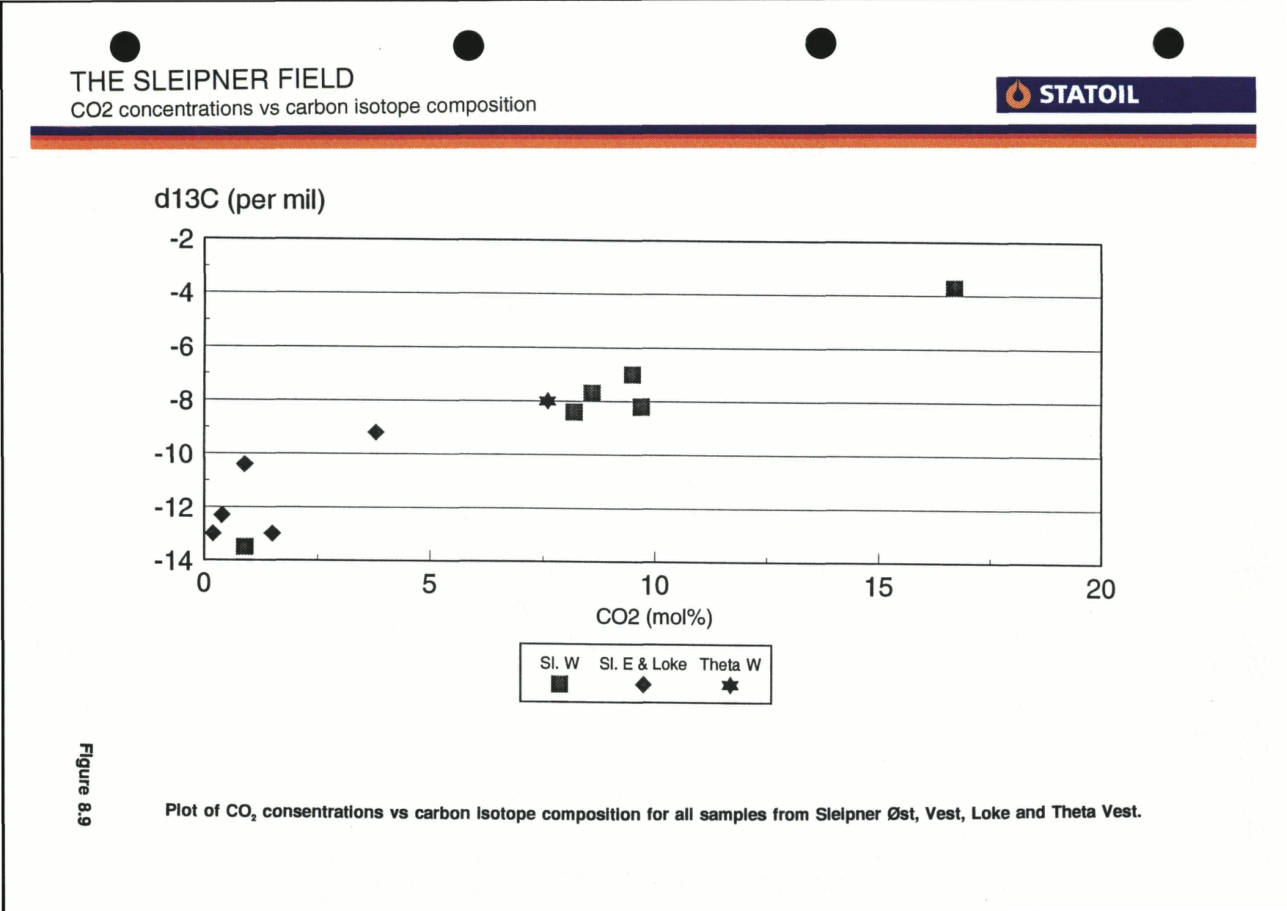 THE SLEIPNER FIELD
CO2 concentrations vs carbon isotope composition
STATOIL
d13C (per mil)
-2
-4
-6
-8
-10
-12
-14
0 5 10 15 20
CO2 (mol%)
Sl. W Sl. E & Loke Theta W
Figure 8.9
Plot of CO₂ consentrations vs carbon isotope composition for all samples from Sleipner Øst, Vest, Loke and Theta Vest.